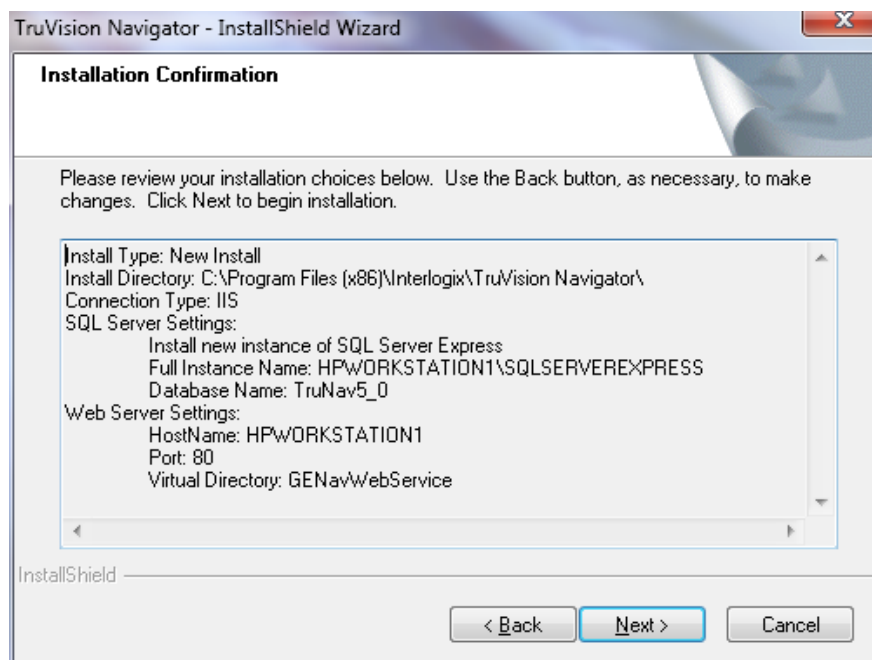 TruVision Navigator - InstallShield Wizard
X
Installation Confirmation
Please review your installation choices below.  Use the Back button, as necessary, to make
changes.  Click Next to begin installation.
Install Type: New Install
Install Directory: C:\Program Files (x86)\Interlogix\TruVision Navigator\
Connection Type: IIS
SQL Server Settings:
Install new instance of SQL Server Express
Full Instance Name: HPWORKSTATION1\SQLSERVEREXPRESS
Database Name: TruNav5_0
Web Server Settings:
HostName: HPWORKSTATION1
Port: 80
Virtual Directory: GENavWebService
InstallShield
< Back Next > Cancel